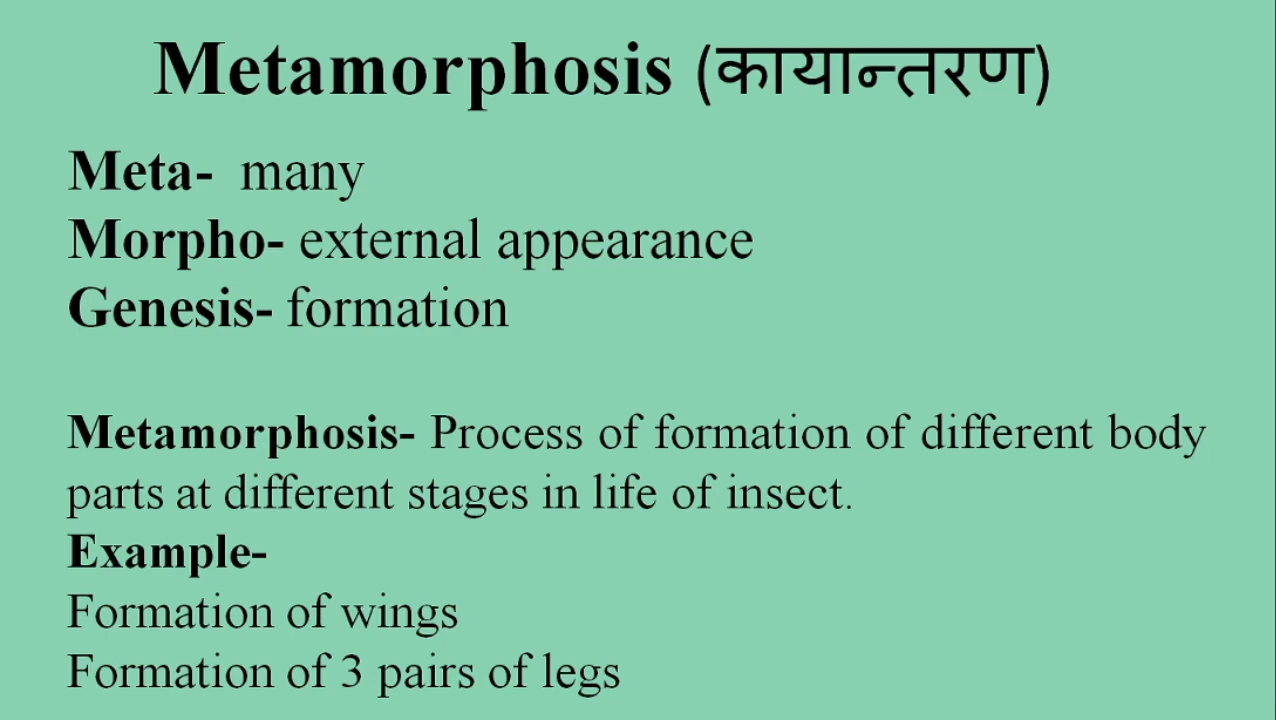 Metamorphosis (कायान्तरण)
Meta- many
Morpho- external appearance
Genesis- formation
Metamorphosis- Process of formation of different body
parts at different stages in life of insect.
Example-
Formation of wings
Formation of 3 pairs of legs